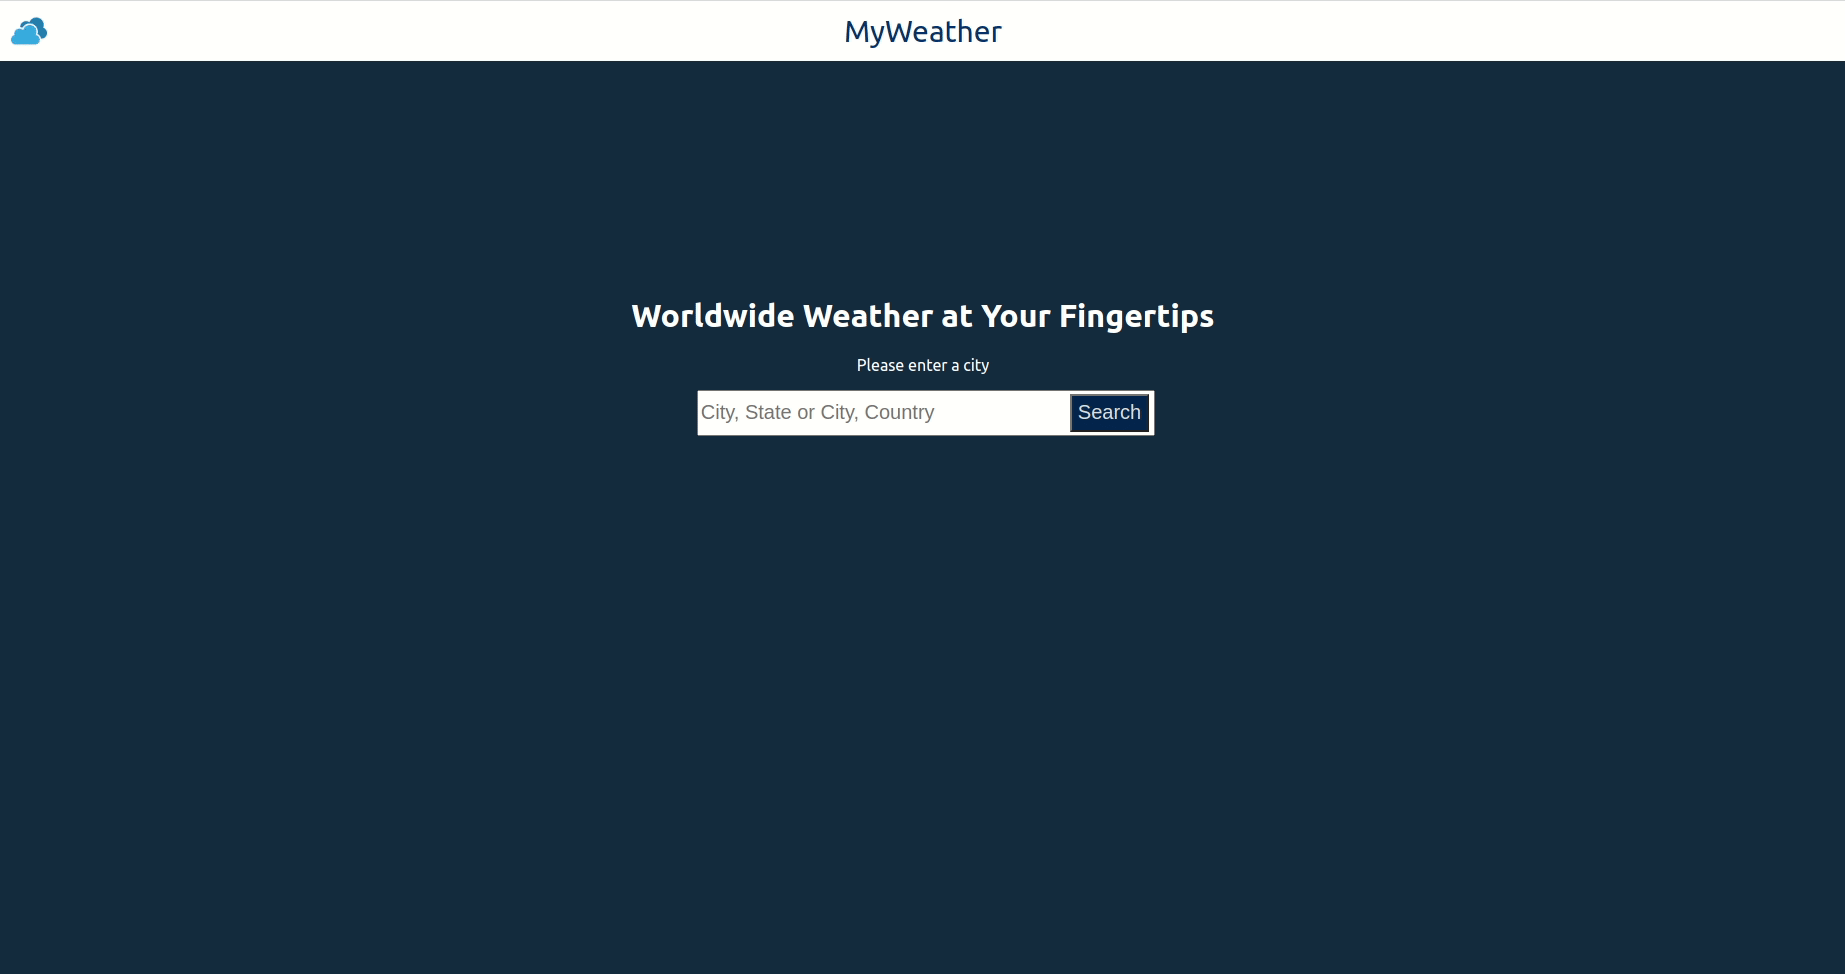 MyWeather
Worldwide Weather at Your Fingertips
Please enter a city
City, State or City, Country
Search